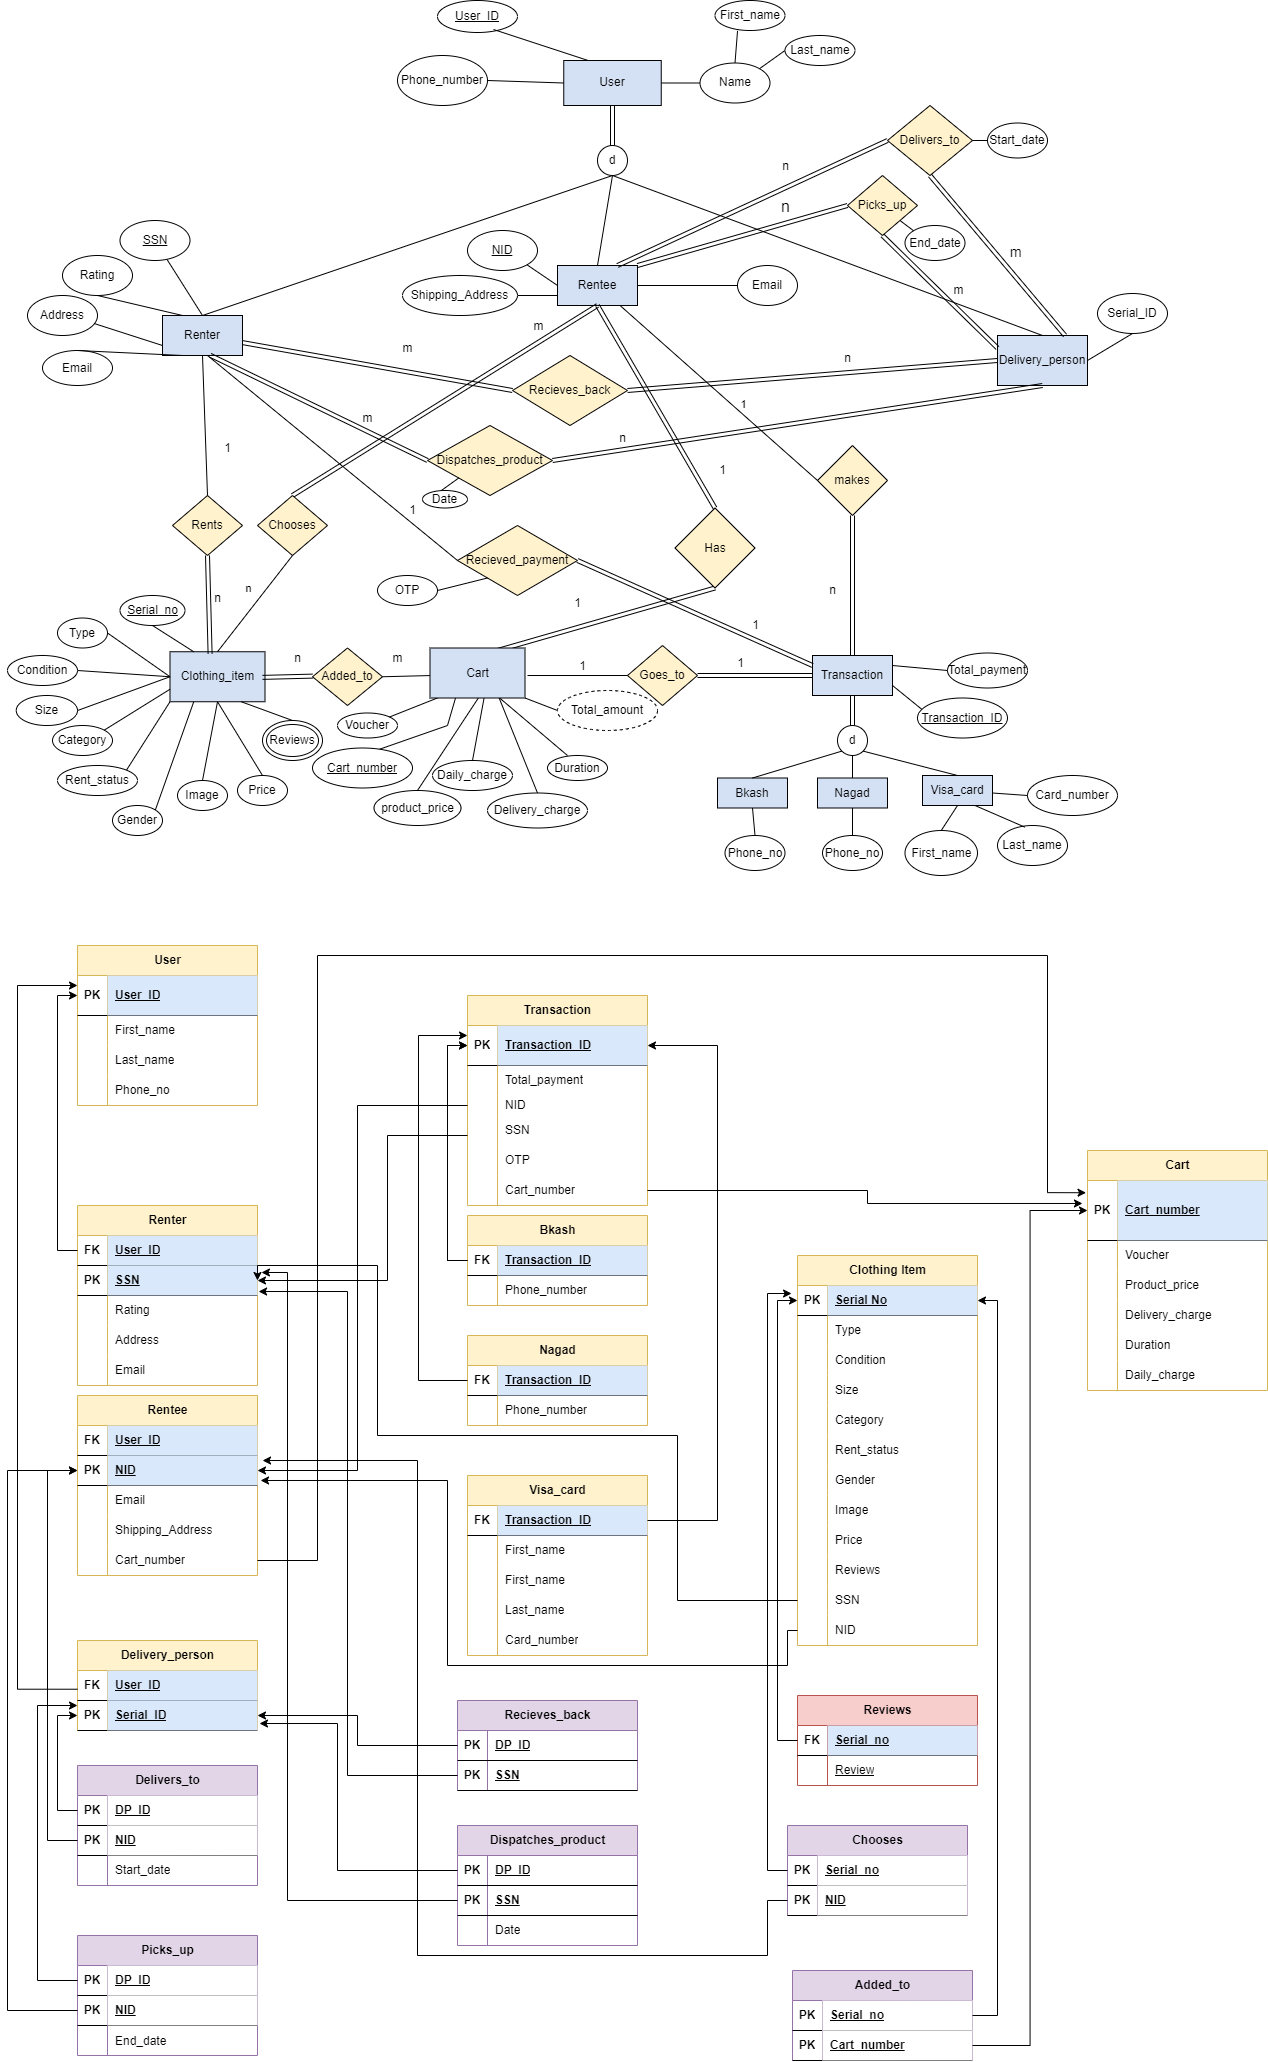 User_ID
First_name
Last_name
Phone_number
User
Name
d
Delivers_to
Start_date
n
Picks_up
n
End_date
m
SSN
NID
Rating
Rentee
Email
Shipping_Address
m
Address
Renter
Serial_ID
Email
m
m
n
Delivery_person
Recieves_back
1
m
n
1
Dispatches_product
Date
1
makes
1
Rents
Chooses
Has
Recieved_payment
OTP
n
n
1
n
1
Serial_no
Type
Condition
Clothing_item
n
Added_to
m
Cart
1
Goes_to
1
Transaction
Total_payment
Size
Category
Voucher
Total_amount
Transaction_ID
Reviews
d
Rent_status
Cart_number
Daily_charge
Duration
Image
Price
product_price
Delivery_charge
Gender
Bkash
Nagad
Visa_card
Card_number
Phone_no
Phone_no
First_name
Last_name
User
PK
User_ID
First_name
Last_name
Phone_no
Transaction
PK
Transaction_ID
Total_payment
NID
SSN
OTP
Cart_number
Cart
PK
Cart_number
Voucher
Product_price
Delivery_charge
Duration
Daily_charge
Renter
FK
User_ID
PK
SSN
Rating
Address
Email
Bkash
FK
Transaction_ID
Phone_number
Nagad
FK
Transaction_ID
Phone_number
Clothing Item
PK
Serial No
Type
Condition
Size
Category
Rent_status
Gender
Image
Price
Reviews
SSN
NID
Rentee
FK
User_ID
PK
NID
Email
Shipping_Address
Cart_number
Visa_card
FK
Transaction_ID
First_name
First_name
Last_name
Card_number
Delivery_person
FK
User_ID
PK
Serial_ID
Recieves_back
PK
DP_ID
PK
SSN
Reviews
FK
Serial_no
Review
Delivers_to
PK
DP_ID
PK
NID
Start_date
Dispatches_product
PK
DP_ID
PK
SSN
Date
Chooses
PK
Serial_no
PK
NID
Picks_up
PK
DP_ID
PK
NID
End_date
Added_to
PK
Serial_no
PK
Cart_number